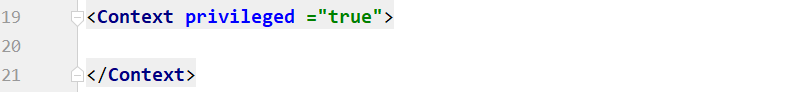 19 <Context privileged ="true">
20
21 </Context>